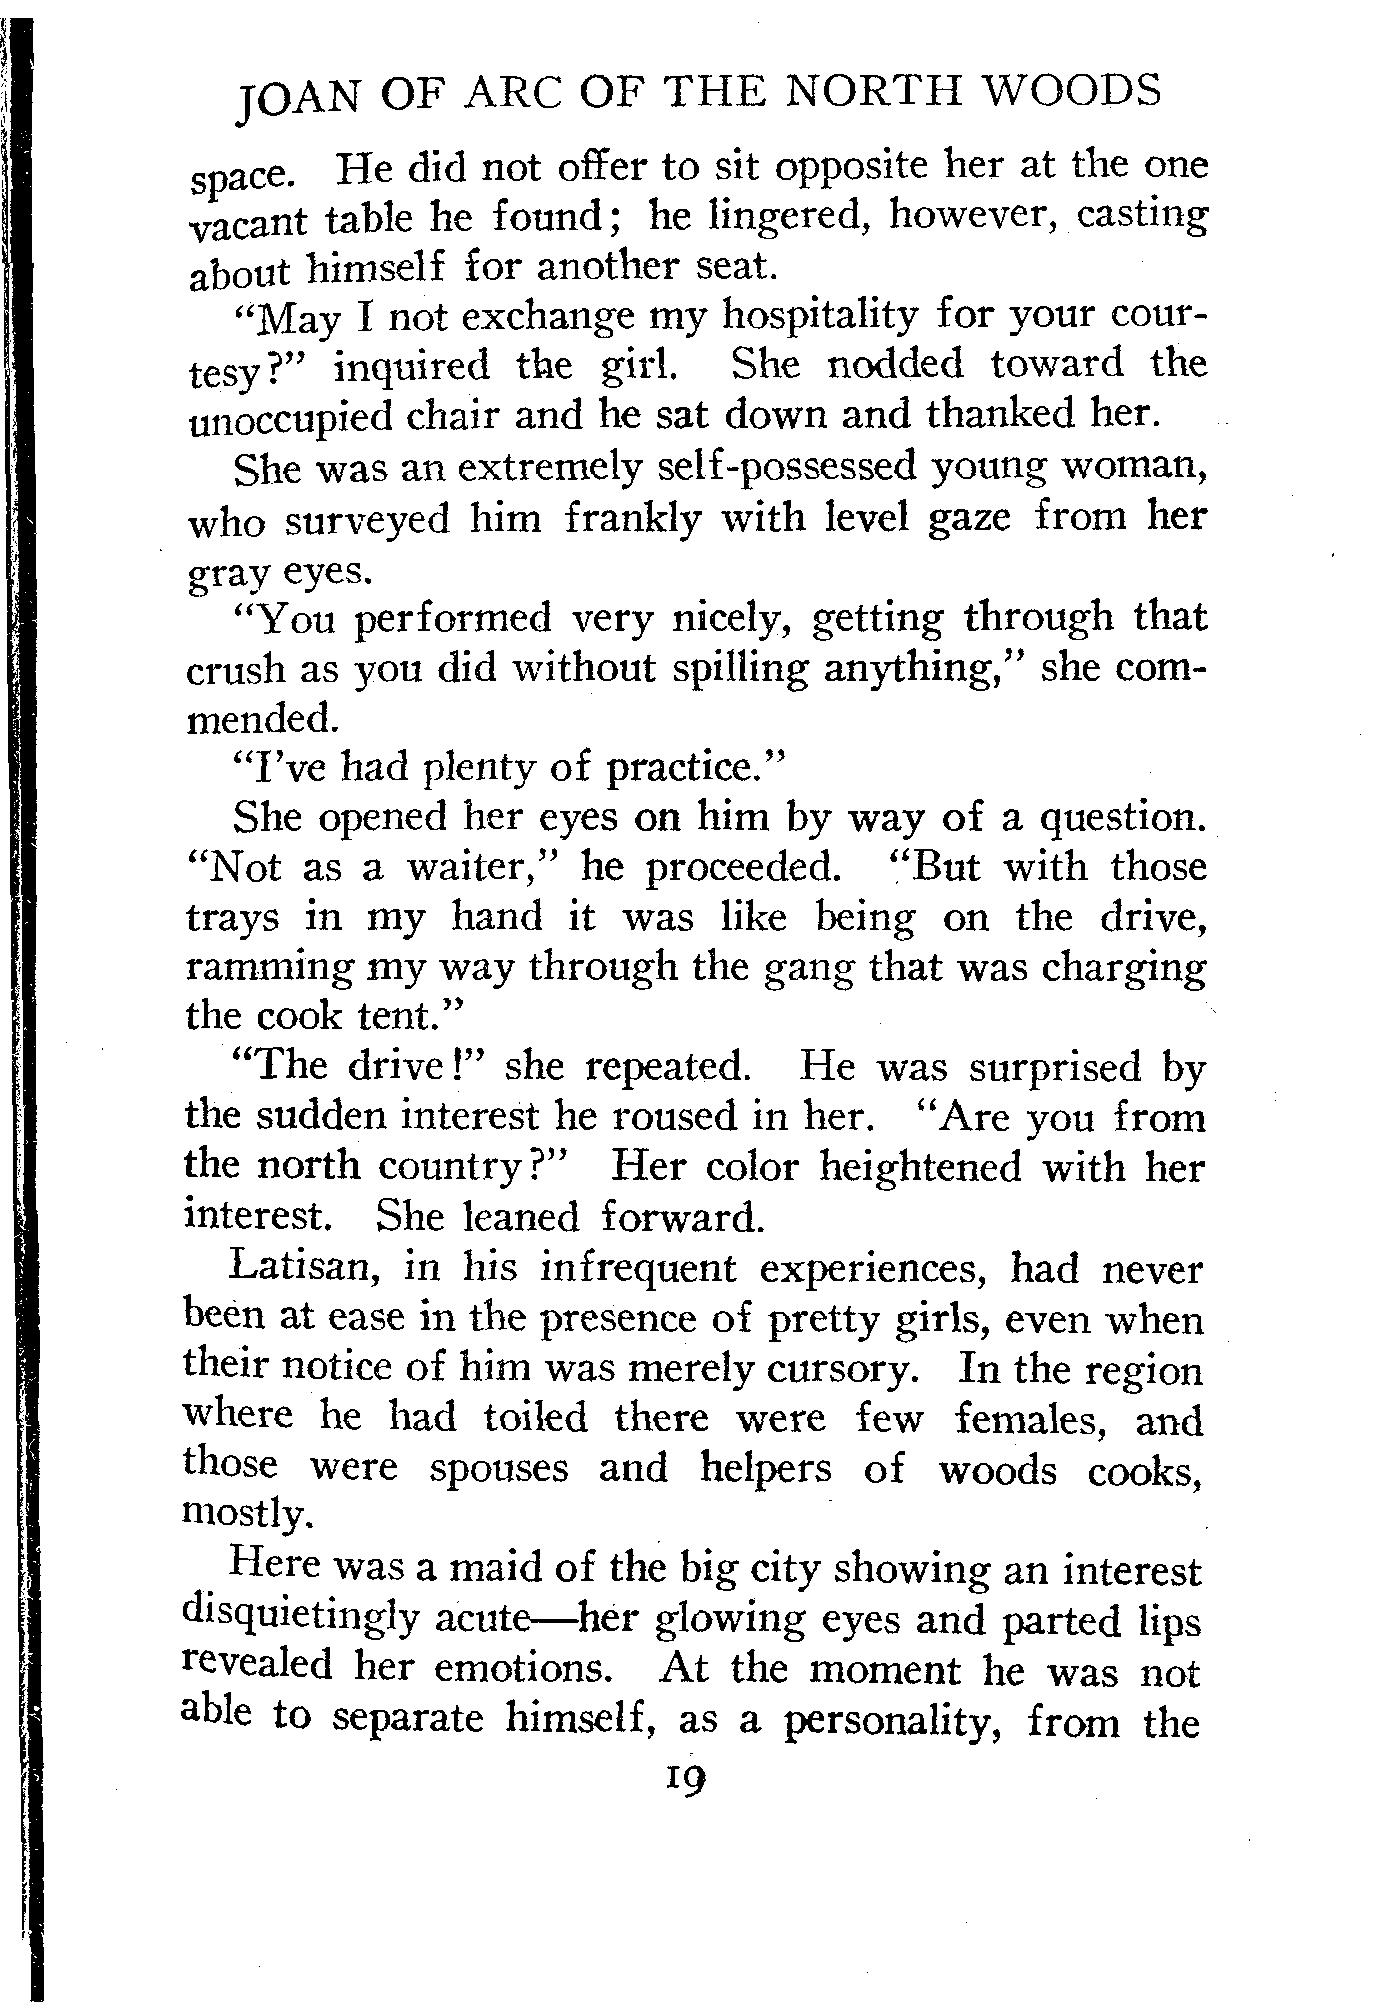 JOAN OF ARC OF THE NORTH WOODS
space. He did not offer to sit opposite her at the one
vacant table he found; he lingered, however, casting
about himself for another seat.
"May I not exchange my hospitality for your cour-
tesy?" inquired the girl. She nodded toward the
unoccupied chair and he sat down and thanked her.
She was an extremely self-possessed young woman,
who surveyed him frankly with level gaze from her
gray eyes.
"You performed very nicely, getting through that
crush as you did without spilling anything," she com-
mended.
"I've had plenty of practice."
She opened her eyes on him by way of a question.
"Not as a waiter," he proceeded. "But with those
trays in my hand it was like being on the drive,
ramming my way through the gang that was charging
the cook tent."
"The drive!" she repeated. He was surprised by
the sudden interest he roused in her. "Are you from
the north country?" Her color heightened with her
interest. She leaned forward.
Latisan, in his infrequent experiences, had never
been at ease in the presence of pretty girls, even when
their notice of him was merely cursory. In the region
where he had toiled there were few females, and
those were spouses and helpers of woods cooks,
mostly.
Here was a maid of the big city showing an interest
disquietingly acute—her glowing eyes and parted lips
revealed her emotions. At the moment he was not
able to separate himself, as a personality, from the
19